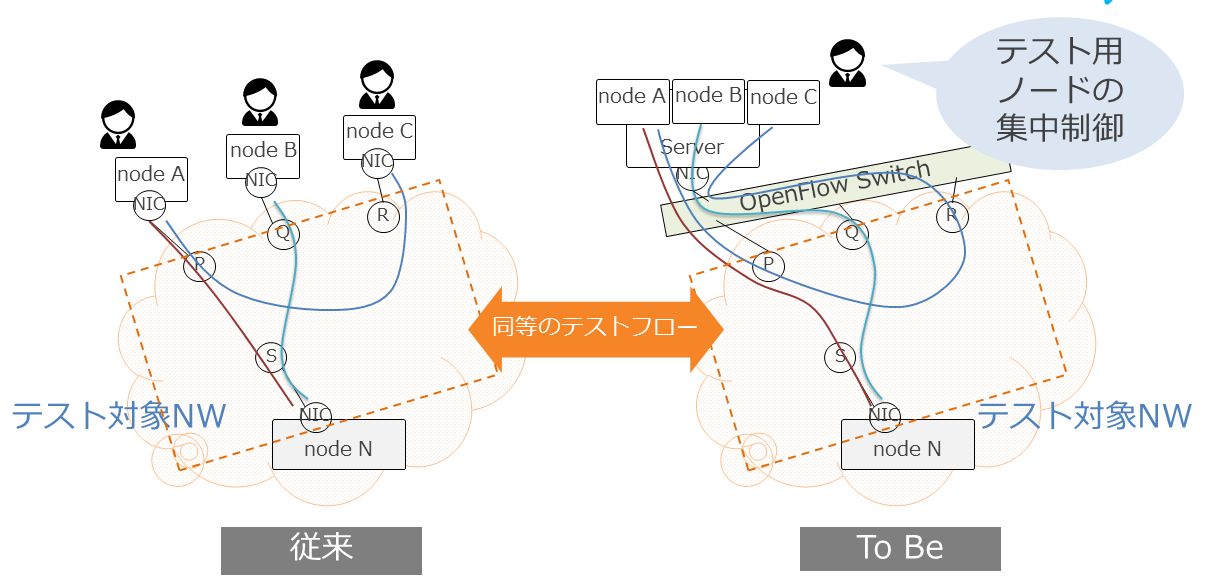 node A
NIC
node B
NIC
node C
NIC
P
Q
R
S
NIC
node N
テスト対象NW
従来
同等のテストフロー
テスト用
ノードの
集中制御
node A
node B
node C
Server
NIC
OpenFlow Switch
P
Q
R
S
NIC
node N
テスト対象NW
To Be